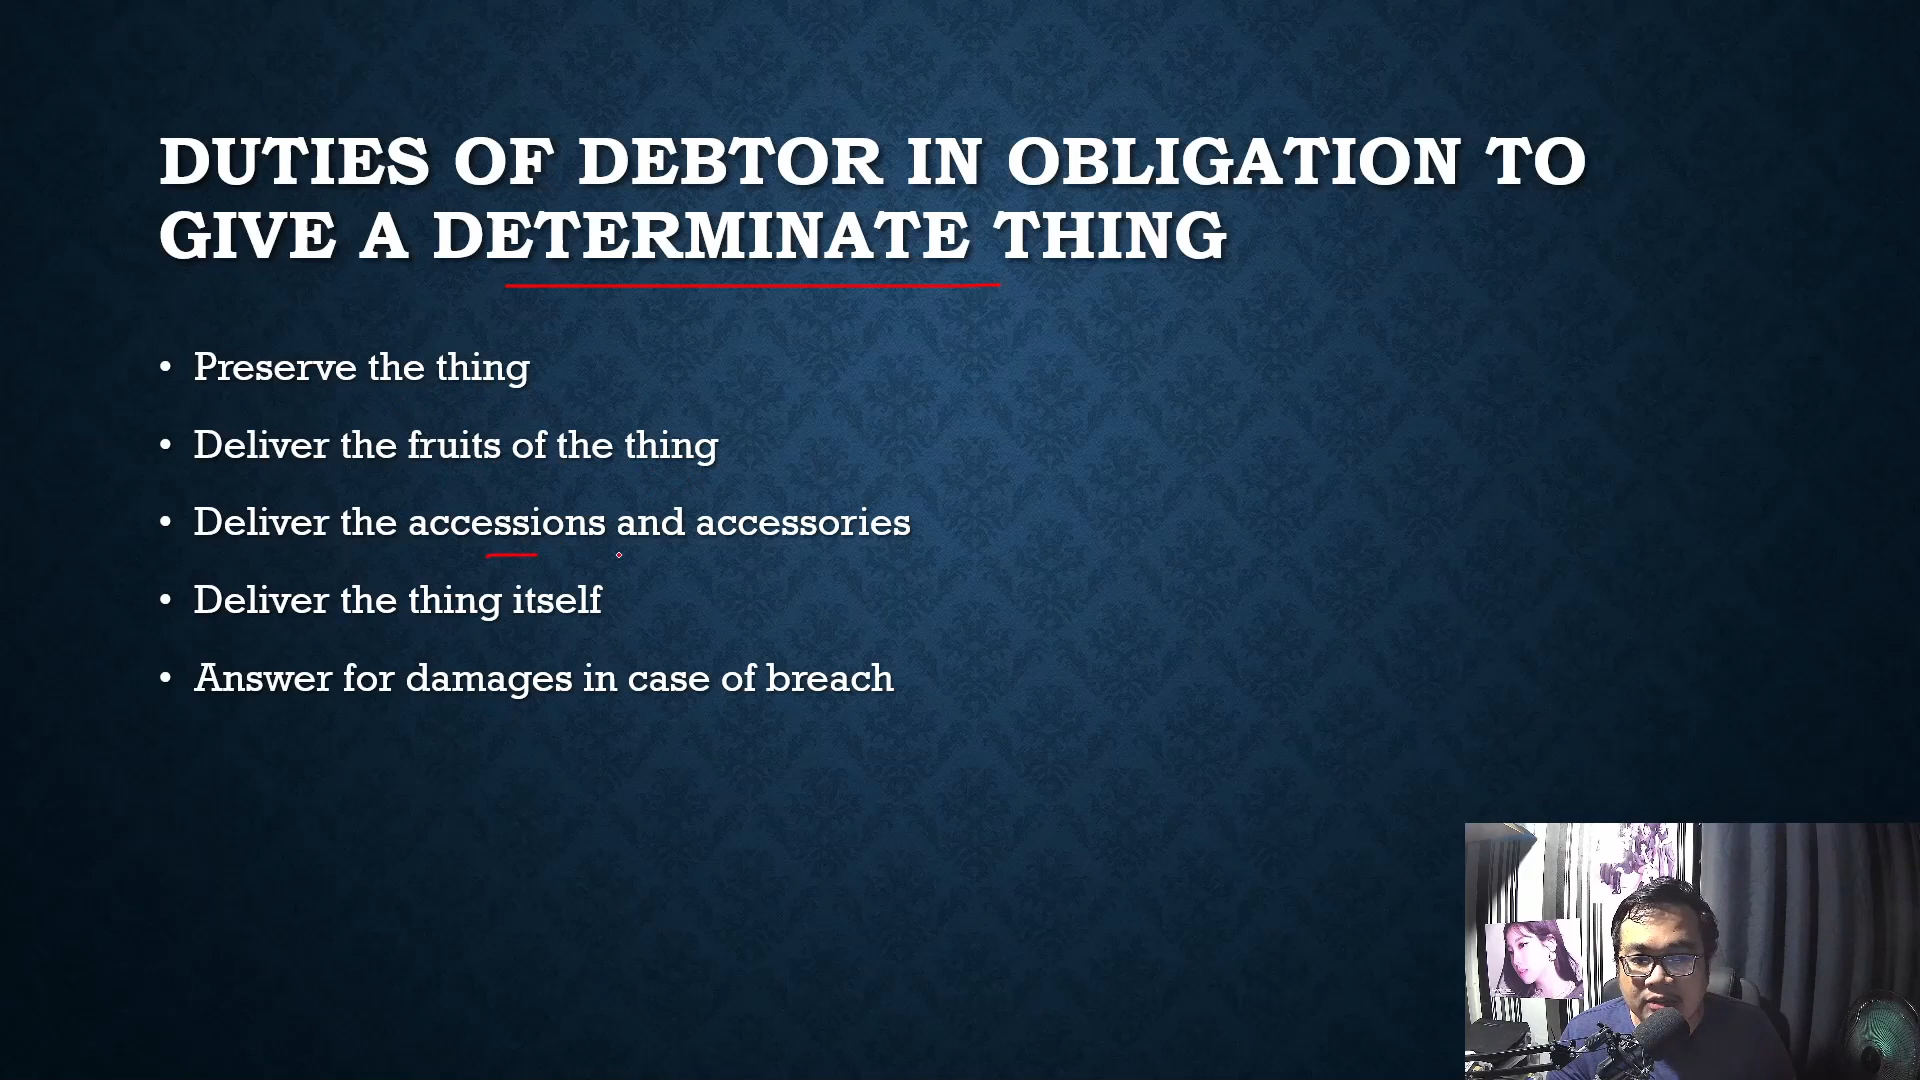 DUTIES OF DEBTOR IN OBLIGATION TO
GIVE A DETERMINATE THING
• Preserve the thing
• Deliver the fruits of the thing
• Deliver the accessions and accessories
• Deliver the thing itself
• Answer for damages in case of breach